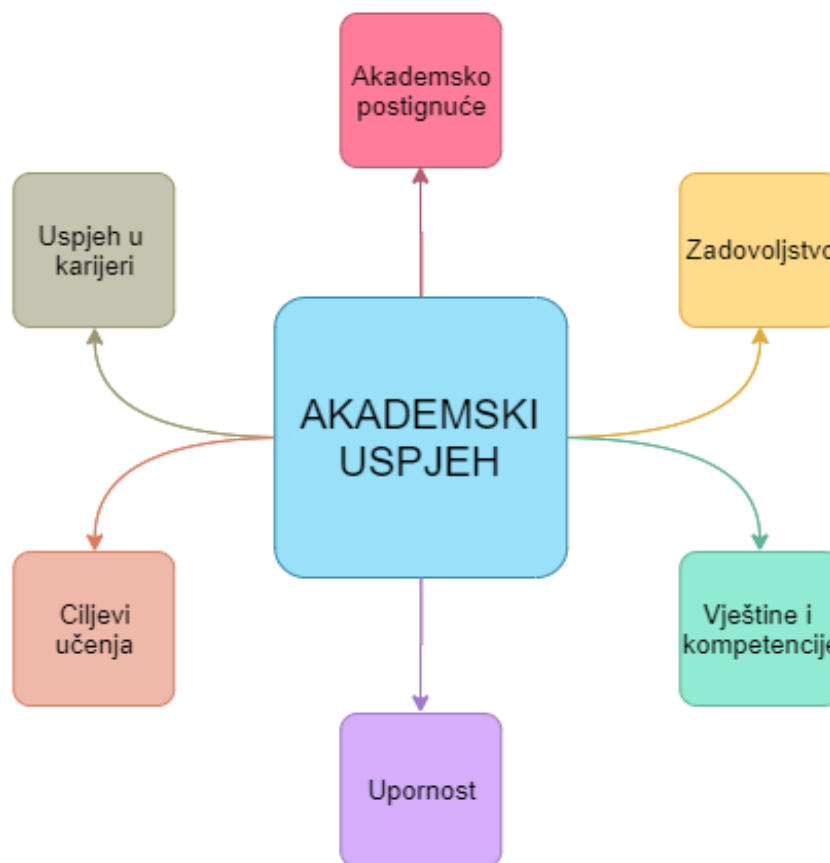 Akademsko
postignuće
Uspjeh u
karijeri
Zadovoljstvo
AKADEMSKI
USPJEH
Ciljevi
učenja
Vještine i
kompetencije
Upornost